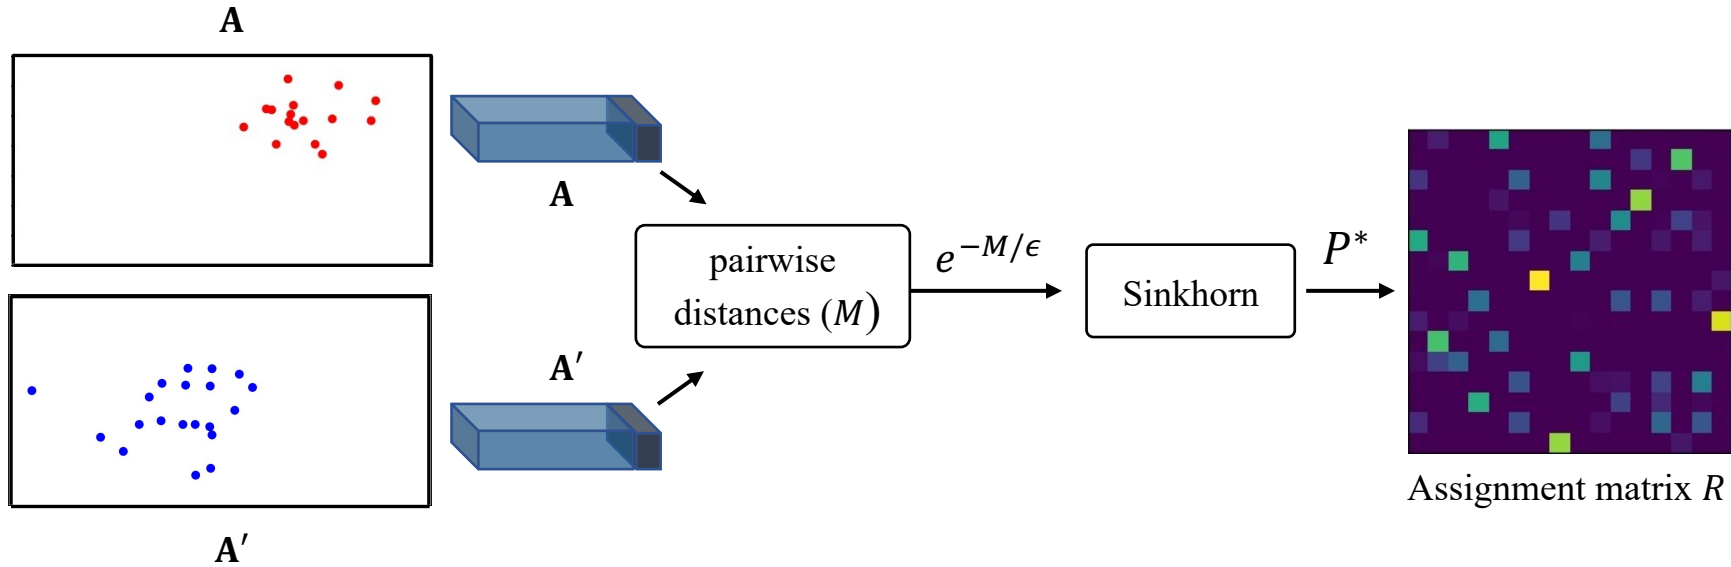 A
A
pairwise
distances (M)
e^{−M/ϵ}
Sinkhorn
P*
A′
A′
Assignment matrix R